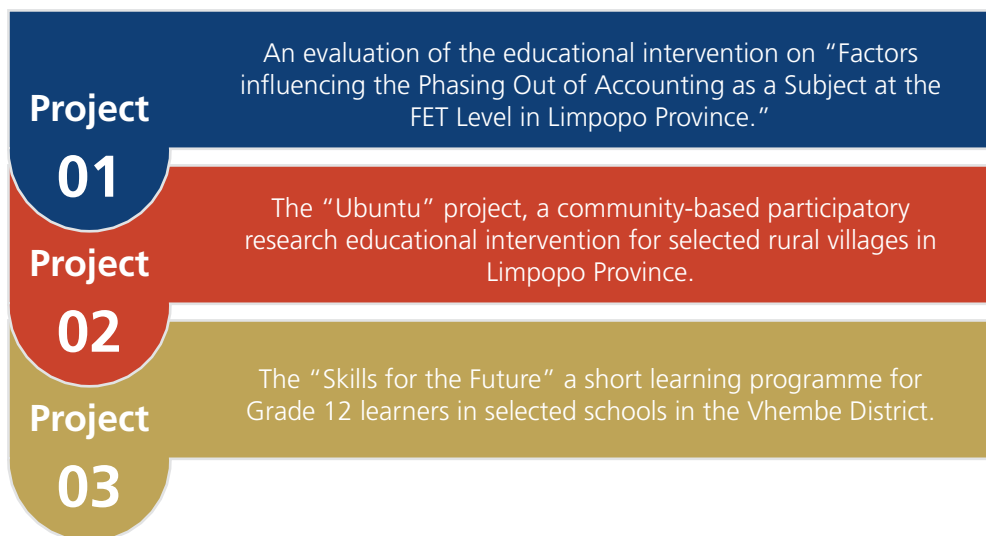 Project
01
An evaluation of the educational intervention on “Factors
influencing the Phasing Out of Accounting as a Subject at the
FET Level in Limpopo Province.”
Project
02
The “Ubuntu” project, a community-based participatory
research educational intervention for selected rural villages in
Limpopo Province.
Project
03
The “Skills for the Future” a short learning programme for
Grade 12 learners in selected schools in the Vhembe District.